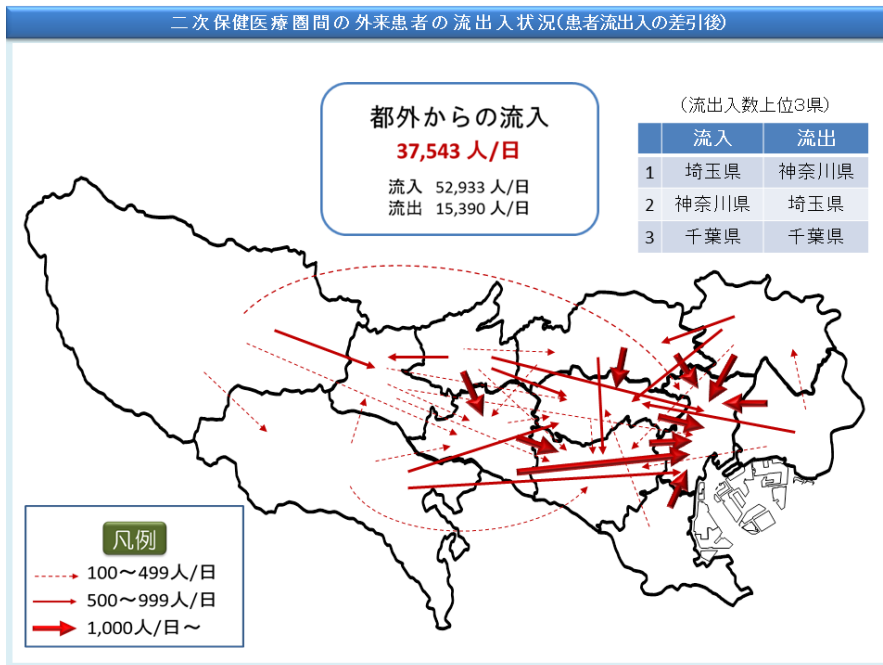 二次保健医療圏間の外来患者の流出入状況(患者流出入の差引後)
都外からの流入
37,543 人/日
流入 52,933 人/日
流出 15,390 人/日
(流出入数上位3県)
流入 流出
1 埼玉県 神奈川県
2 神奈川県 埼玉県
3 千葉県 千葉県
凡例
100～499人/日
500～999人/日
1,000人/日～